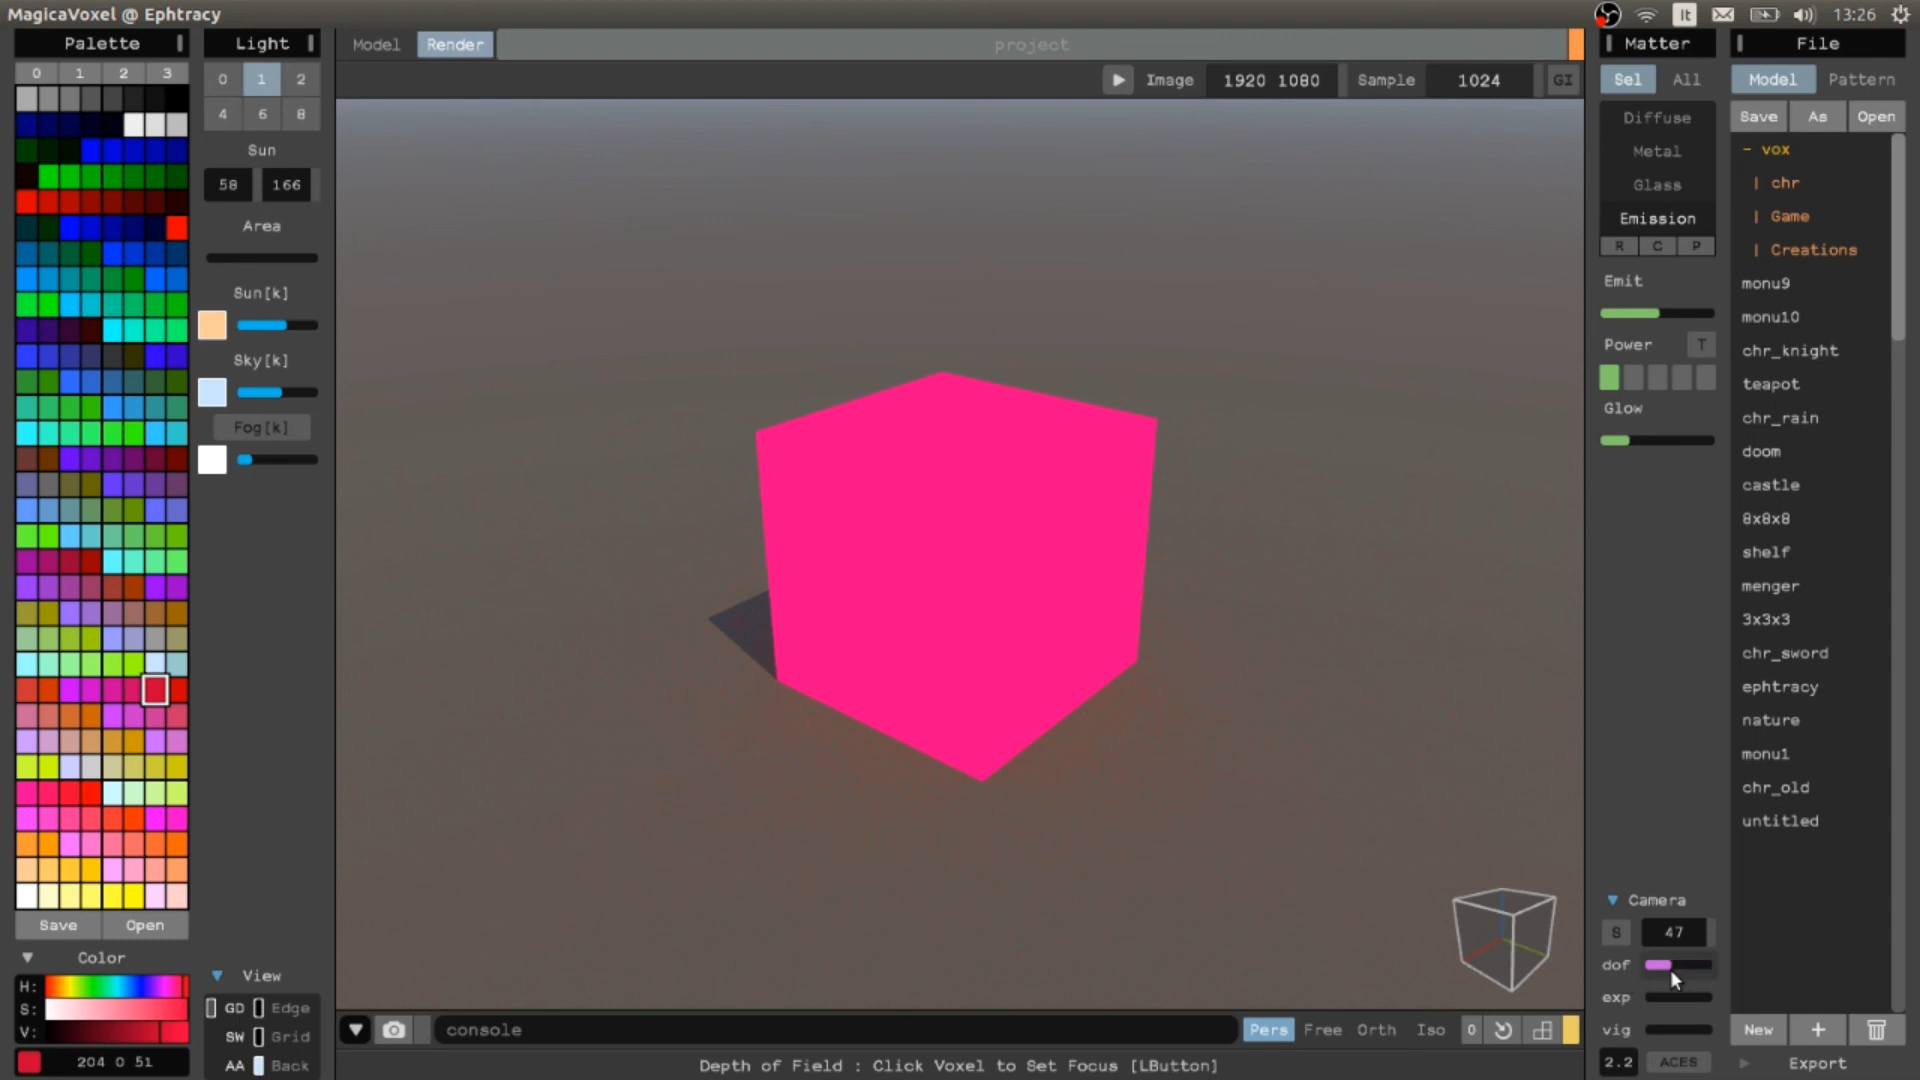 MagicaVoxel @ Ephtracy
lt
13:26
Palette
Light
Model
Render
project
Matter
File
0 1 2 3
0 1 2
4 6 8
Image
1920 1080
Sample
1024
GI
Sel
All
Model
Pattern
Save
As
Open
Sun
58
166
Area
Sun[k]
Sky[k]
Fog[k]
Diffuse
Metal
Glass
Emission
R C P
Emit
Power
T
Glow
- vox
| chr
| Game
| Creations
monu9
monu10
chr_knight
teapot
chr_rain
doom
castle
8x8x8
shelf
menger
3x3x3
chr_sword
ephtracy
nature
monu1
chr_old
untitled
Save
Open
Color
H:
S:
V:
204 0 51
View
GD
Edge
SW
Grid
AA
Back
console
Pers
Free
Orth
Iso
0
Depth of Field : Click Voxel to Set Focus [LButton]
Camera
S
47
dof
exp
vig
2.2
ACES
New
+
Export